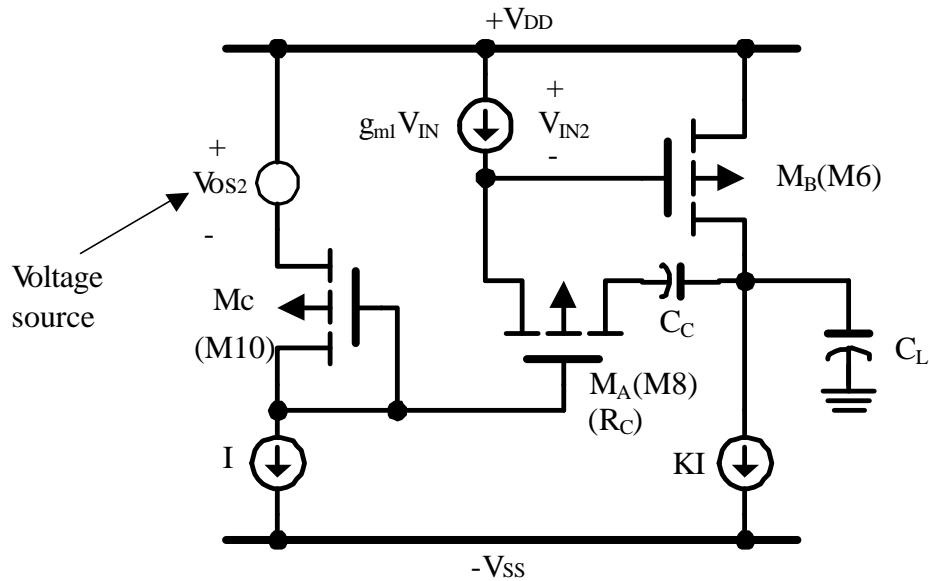 +VDD
+
gm1VIN
VIN2
-
+
VOS2
-
MB(M6)
Voltage
source
Mc
(M10)
CC
CL
MA(M8)
(RC)
I
KI
-VSS